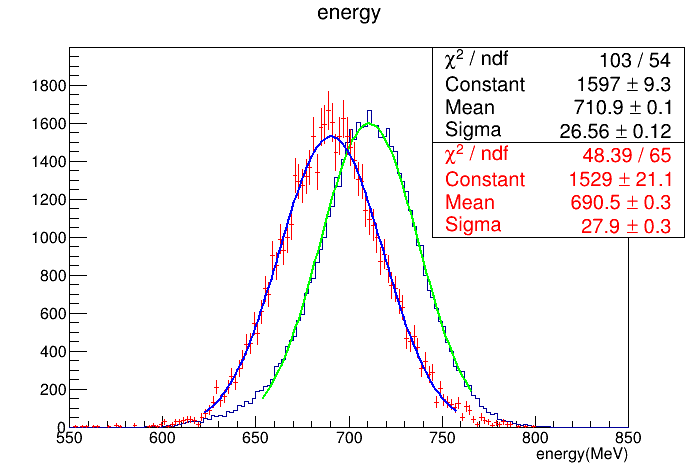 energy
χ² / ndf 103 / 54
Constant 1597 ± 9.3
Mean 710.9 ± 0.1
Sigma 26.56 ± 0.12
χ² / ndf 48.39 / 65
Constant 1529 ± 21.1
Mean 690.5 ± 0.3
Sigma 27.9 ± 0.3
1800
1600
1400
1200
1000
800
600
400
200
0
550 600 650 700 750 800 850
energy(MeV)